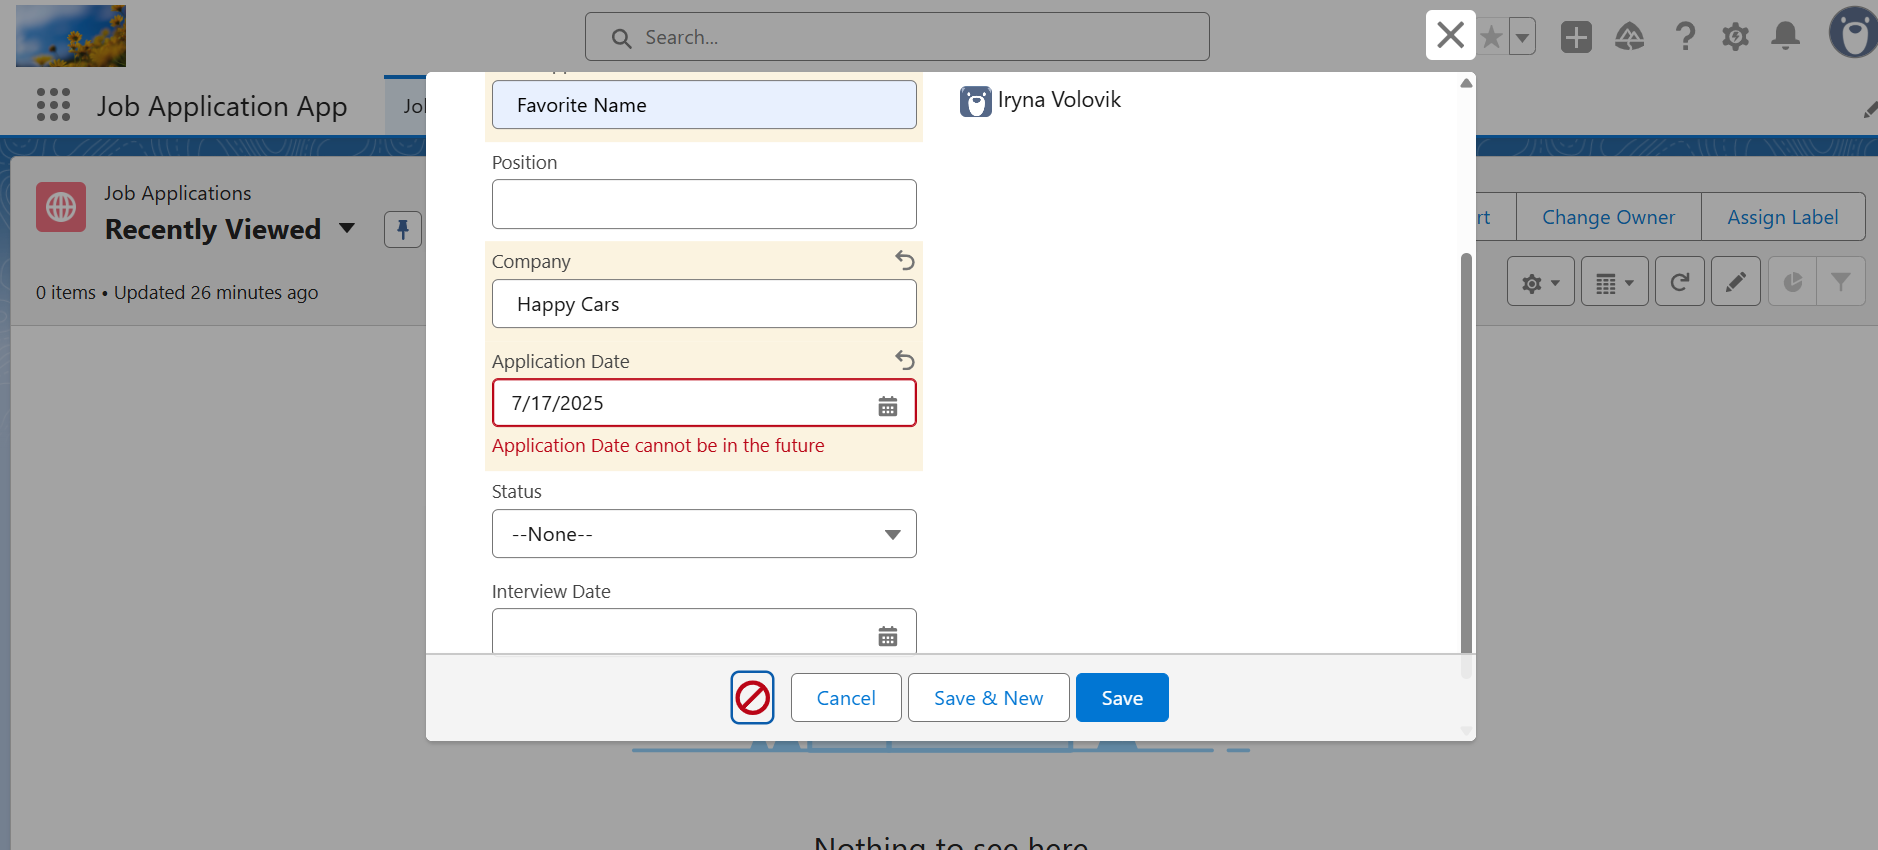 Search...
Job Application App
Favorite Name
Iryna Volovik
Position
Job Applications
Recently Viewed
Change Owner
Assign Label
Company
0 items • Updated 26 minutes ago
Happy Cars
Application Date
7/17/2025
Application Date cannot be in the future
Status
--None--
Interview Date
Cancel
Save & New
Save
Nothing to see here